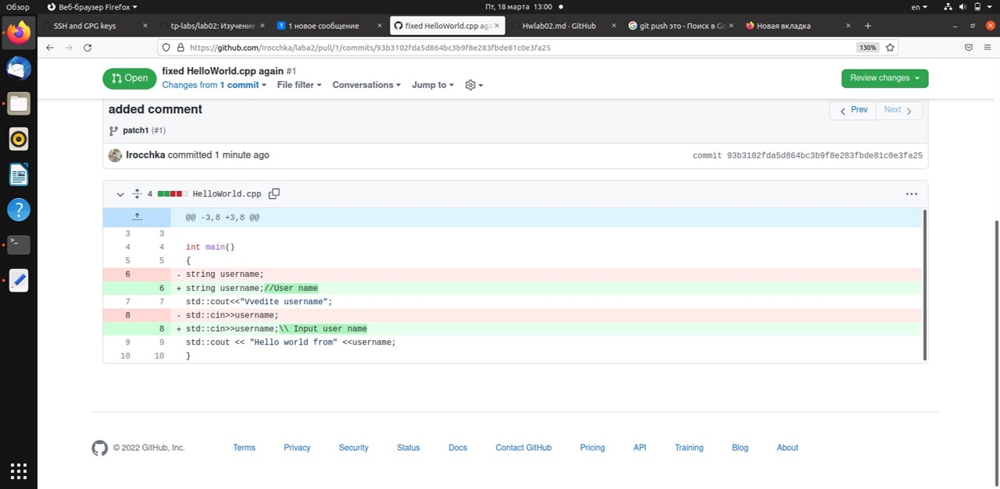 Обзор
Веб-браузер Firefox
Пт, 18 марта 13:00
en
SSH and GPG keys
tp-labs/lab02: Изучение
1 новое сообщение
fixed HelloWorld.cpp aga
Hwlab02.md · GitHub
git push это - Поиск в Go
Новая вкладка
https://github.com/Irocchka/laba2/pull/1/commits/93b3102fda5d864bc3b9f8e283fbde81c0e3fa25
130%
Open
fixed HelloWorld.cpp again #1
Changes from 1 commit
File filter
Conversations
Jump to
Review changes
added comment
Prev
Next
patch1 (#1)
Irocchka committed 1 minute ago
commit 93b3102fda5d864bc3b9f8e283fbde81c0e3fa25
4 HelloWorld.cpp
@@ -3,8 +3,8 @@
3 3
4 4 int main()
5 5 {
6 - string username;
6 + string username;//User name
7 7 std::cout<<"Vvedite username";
8 - std::cin>>username;
8 + std::cin>>username;\\ Input user name
9 9 std::cout << "Hello world from" <<username;
10 10 }
© 2022 GitHub, Inc.
Terms
Privacy
Security
Status
Docs
Contact GitHub
Pricing
API
Training
Blog
About